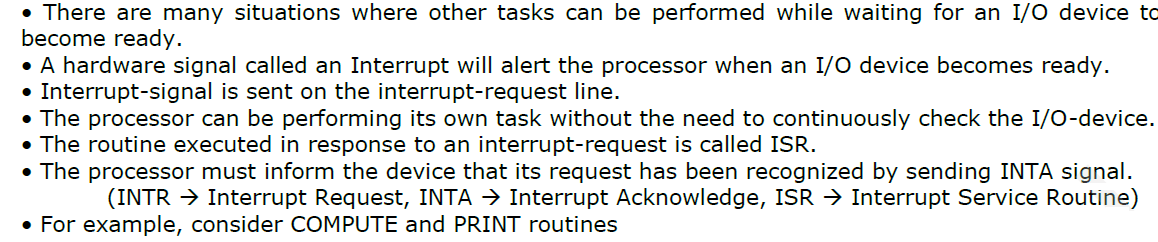 • There are many situations where other tasks can be performed while waiting for an I/O device to
become ready.
• A hardware signal called an Interrupt will alert the processor when an I/O device becomes ready.
• Interrupt-signal is sent on the interrupt-request line.
• The processor can be performing its own task without the need to continuously check the I/O-device.
• The routine executed in response to an interrupt-request is called ISR.
• The processor must inform the device that its request has been recognized by sending INTA signal.
(INTR → Interrupt Request, INTA → Interrupt Acknowledge, ISR → Interrupt Service Routine)
• For example, consider COMPUTE and PRINT routines